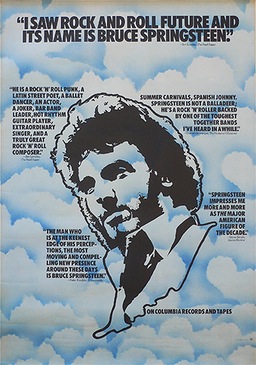 "I SAW ROCK AND ROLL FUTURE AND
ITS NAME IS BRUCE SPRINGSTEEN."
"HE IS A ROCK 'N' ROLL PUNK, A
LATIN STREET POET, A BALLET
DANCER, AN ACTOR,
A JOKER, BAR BAND
LEADER, HOT RHYTHM
GUITAR PLAYER,
EXTRAORDINARY
SINGER, AND A
TRULY GREAT
ROCK 'N' ROLL
COMPOSER."
SUMMER CARNIVALS, SPANISH JOHNNY.
SPRINGSTEEN IS NOT A BALLADEER;
HE'S A ROCK 'N' ROLLER BACKED
BY ONE OF THE TOUGHEST
TOGETHER BANDS
I'VE HEARD IN A WHILE."
"SPRINGSTEEN
IMPRESSES ME
MORE AND MORE
AS THE MAJOR
AMERICAN
FIGURE OF
THE DECADE."
"THE MAN WHO
IS AT THE KEENEST
EDGE OF HIS PERCEP-
TIONS, THE MOST
MOVING AND COMPEL-
LING NEW PRESENCE
AROUND THESE DAYS
IS BRUCE SPRINGSTEEN."
ON COLUMBIA RECORDS AND TAPES